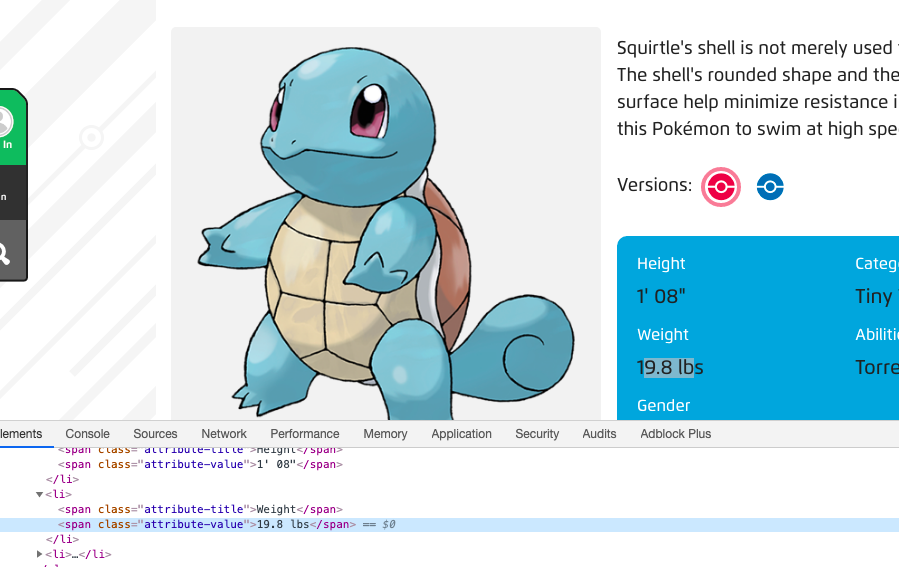 Squirtle's shell is not merely used
The shell's rounded shape and the
surface help minimize resistance i
this Pokémon to swim at high spe
In
n
Versions:
Height
Categ
1' 08"
Tiny
Weight
Abiliti
19.8 lbs
Torre
Gender
lements Console Sources Network Performance Memory Application Security Audits Adblock Plus
<span class="attribute-title">Height</span>
<span class="attribute-value">1' 08"</span>
</li>
<li>
<span class="attribute-title">Weight</span>
<span class="attribute-value">19.8 lbs</span> == $0
</li>
<li>…</li>